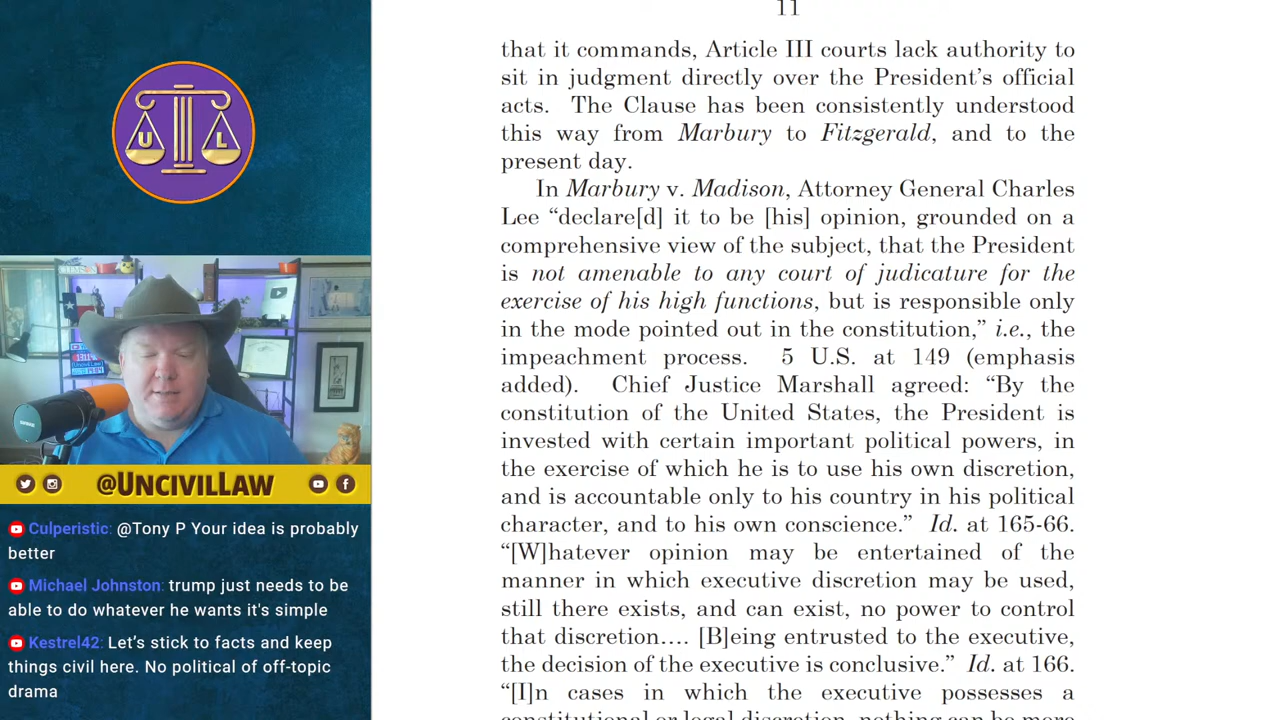 11
that it commands, Article III courts lack authority to
sit in judgment directly over the President's official
acts. The Clause has been consistently understood
this way from Marbury to Fitzgerald, and to the
present day.
In Marbury v. Madison, Attorney General Charles
Lee “declare[d] it to be [his] opinion, grounded on a
comprehensive view of the subject, that the President
is not amenable to any court of judicature for the
exercise of his high functions, but is responsible only
in the mode pointed out in the constitution,” i.e., the
impeachment process. 5 U.S. at 149 (emphasis
added). Chief Justice Marshall agreed: “By the
constitution of the United States, the President is
invested with certain important political powers, in
the exercise of which he is to use his own discretion,
and is accountable only to his country in his political
character, and to his own conscience.” Id. at 165-66.
“[W]hatever opinion may be entertained of the
manner in which executive discretion may be used,
still there exists, and can exist, no power to control
that discretion…. [B]eing entrusted to the executive,
the decision of the executive is conclusive.” Id. at 166.
“[I]n cases in which the executive possesses a
constitutional or legal discretion, nothing can be more
U L
@UNCIVILLAW
Culperistic: @Tony P Your idea is probably
better
Michael Johnston: trump just needs to be
able to do whatever he wants it's simple
Kestrel42: Let’s stick to facts and keep
things civil here. No political of off-topic
drama